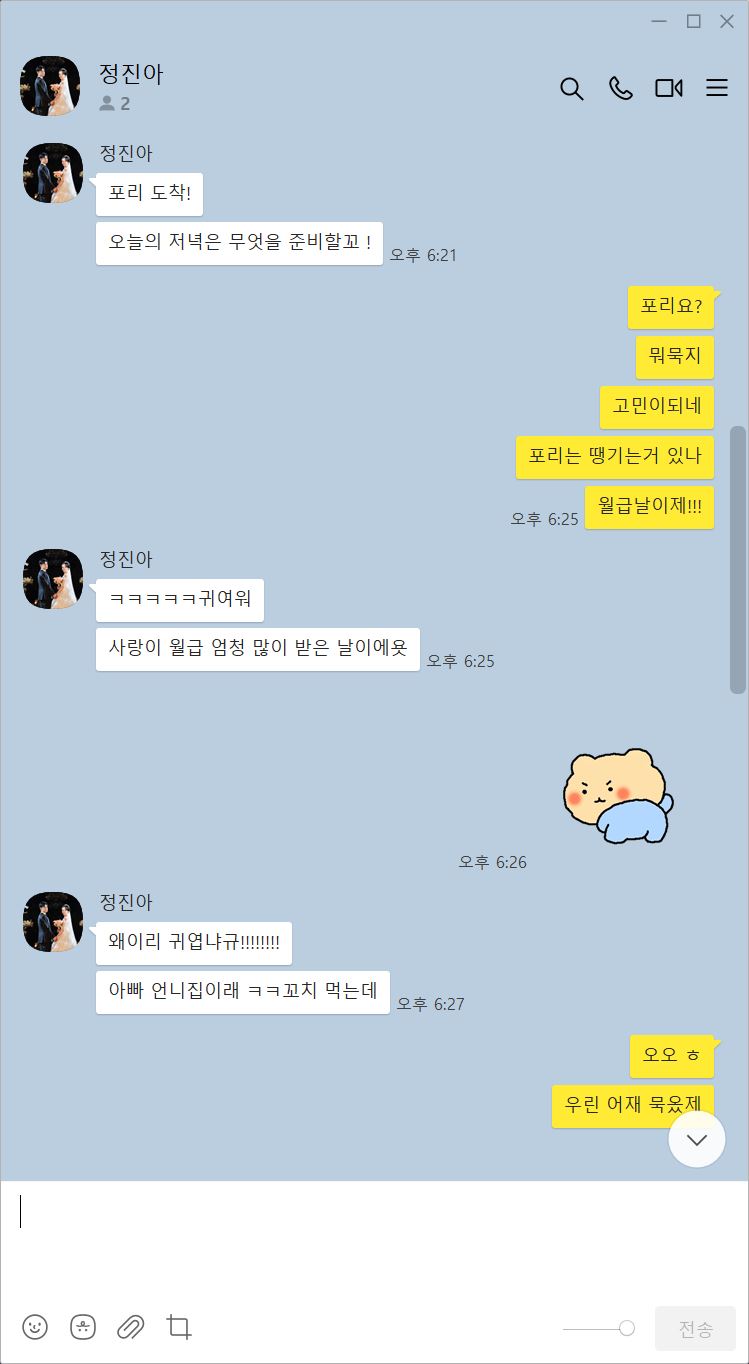 정진아
2
정진아
포리 도착!
오늘의 저녁은 무엇을 준비할꼬 !
오후 6:21
포리요?
뭐묵지
고민이되네
포리는 땡기는거 있나
월급날이제!!!
오후 6:25
정진아
ㅋㅋㅋㅋㅋ귀여워
사랑이 월급 엄청 많이 받은 날이에욧
오후 6:25
오후 6:26
정진아
왜이리 귀엽냐규!!!!!!!!
아빠 언니집이래 ㅋㅋ꼬치 먹는데
오후 6:27
오오 ㅎ
우린 어재 묵옸제
전송